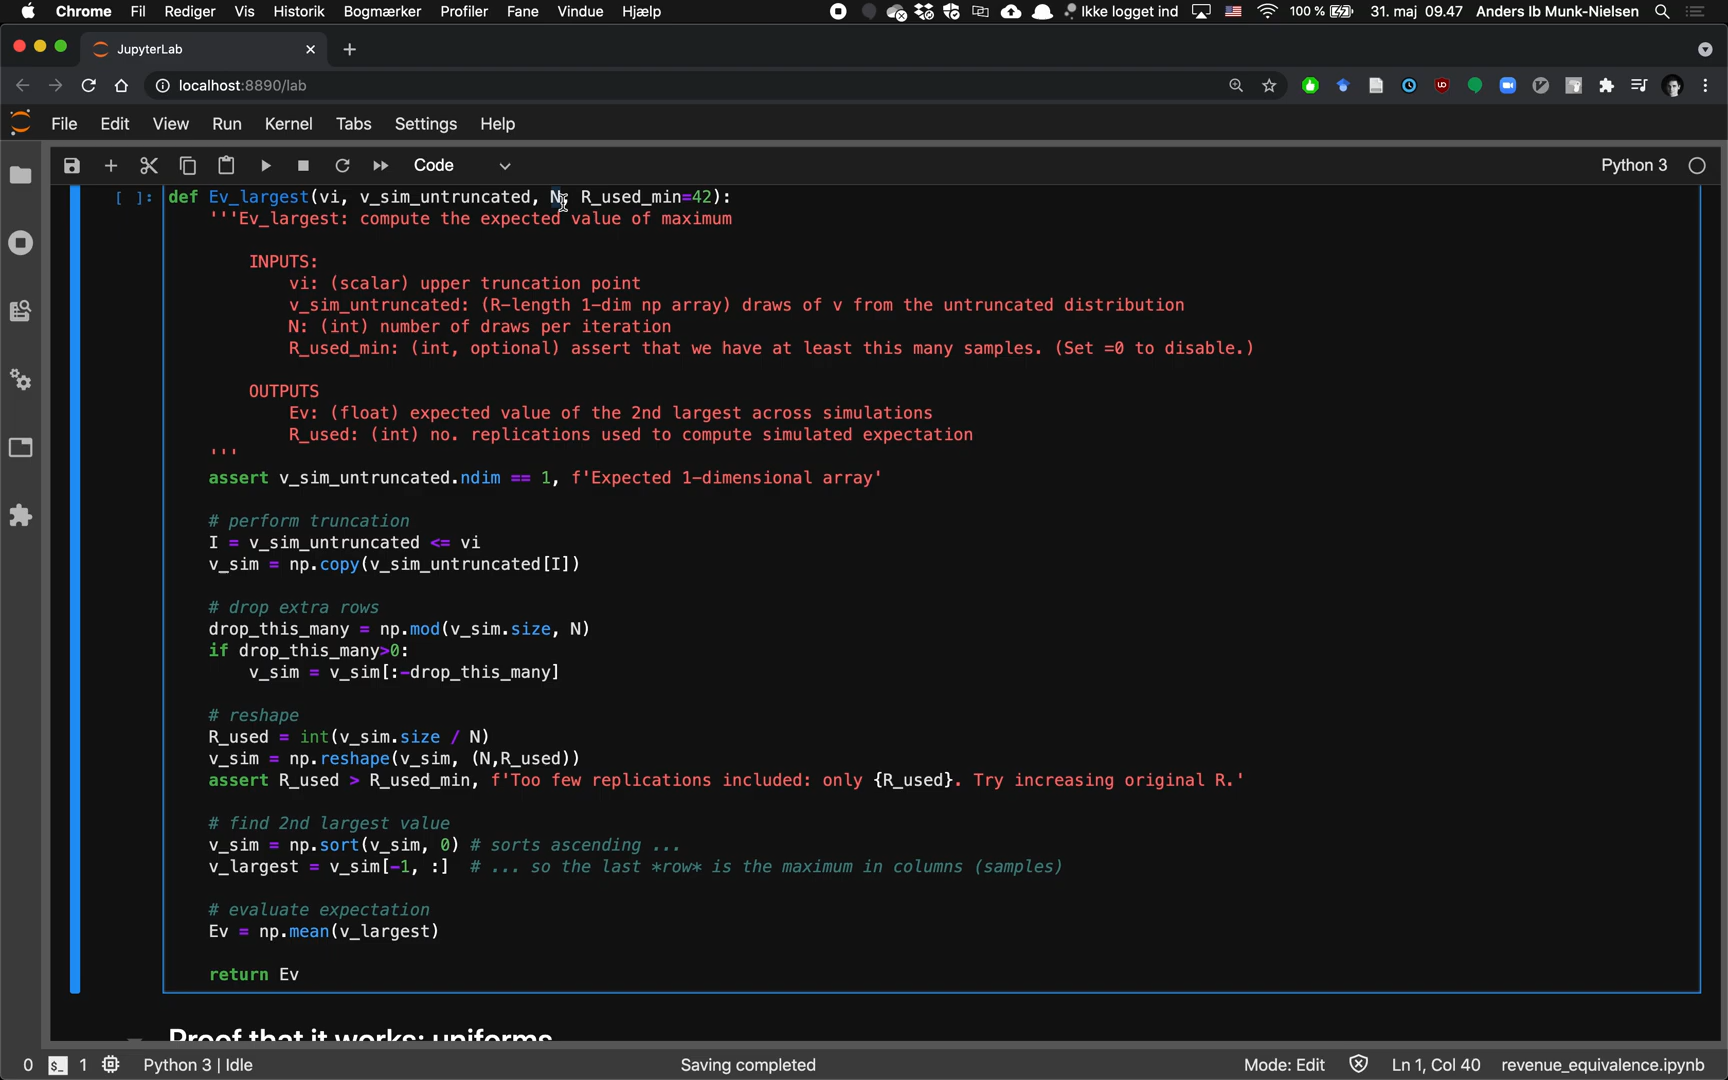 Chrome Fil Rediger Vis Historik Bogmærker Profiler Fane Vindue Hjælp Ikke logget ind 100 % 31. maj 09.47 Anders Ib Munk-Nielsen
JupyterLab
localhost:8890/lab
File Edit View Run Kernel Tabs Settings Help
Code Python 3
[ ]: def Ev_largest(vi, v_sim_untruncated, N, R_used_min=42):
'''Ev_largest: compute the expected value of maximum
INPUTS:
vi: (scalar) upper truncation point
v_sim_untruncated: (R-length 1-dim np array) draws of v from the untruncated distribution
N: (int) number of draws per iteration
R_used_min: (int, optional) assert that we have at least this many samples. (Set =0 to disable.)
OUTPUTS
Ev: (float) expected value of the 2nd largest across simulations
R_used: (int) no. replications used to compute simulated expectation
'''
assert v_sim_untruncated.ndim == 1, f'Expected 1-dimensional array'
# perform truncation
I = v_sim_untruncated <= vi
v_sim = np.copy(v_sim_untruncated[I])
# drop extra rows
drop_this_many = np.mod(v_sim.size, N)
if drop_this_many>0:
v_sim = v_sim[:-drop_this_many]
# reshape
R_used = int(v_sim.size / N)
v_sim = np.reshape(v_sim, (N,R_used))
assert R_used > R_used_min, f'Too few replications included: only {R_used}. Try increasing original R.'
# find 2nd largest value
v_sim = np.sort(v_sim, 0) # sorts ascending ...
v_largest = v_sim[-1, :] # ... so the last *row* is the maximum in columns (samples)
# evaluate expectation
Ev = np.mean(v_largest)
return Ev
Proof that it works: uniforms
0 1 Python 3 | Idle Saving completed Mode: Edit Ln 1, Col 40 revenue_equivalence.ipynb